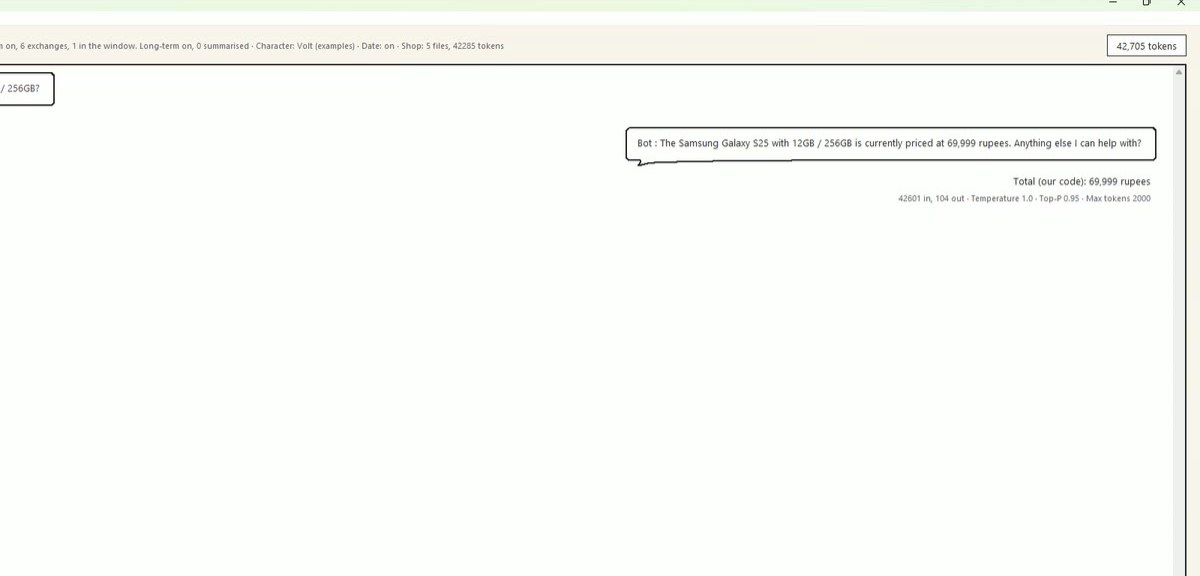 on, 6 exchanges, 1 in the window. Long-term on, 0 summarised · Character: Volt (examples) · Date: on · Shop: 5 files, 42285 tokens
42,705 tokens
/ 256GB?
Bot : The Samsung Galaxy S25 with 12GB / 256GB is currently priced at 69,999 rupees. Anything else I can help with?
Total (our code): 69,999 rupees
42601 in, 104 out · Temperature 1.0 · Top-P 0.95 · Max tokens 2000